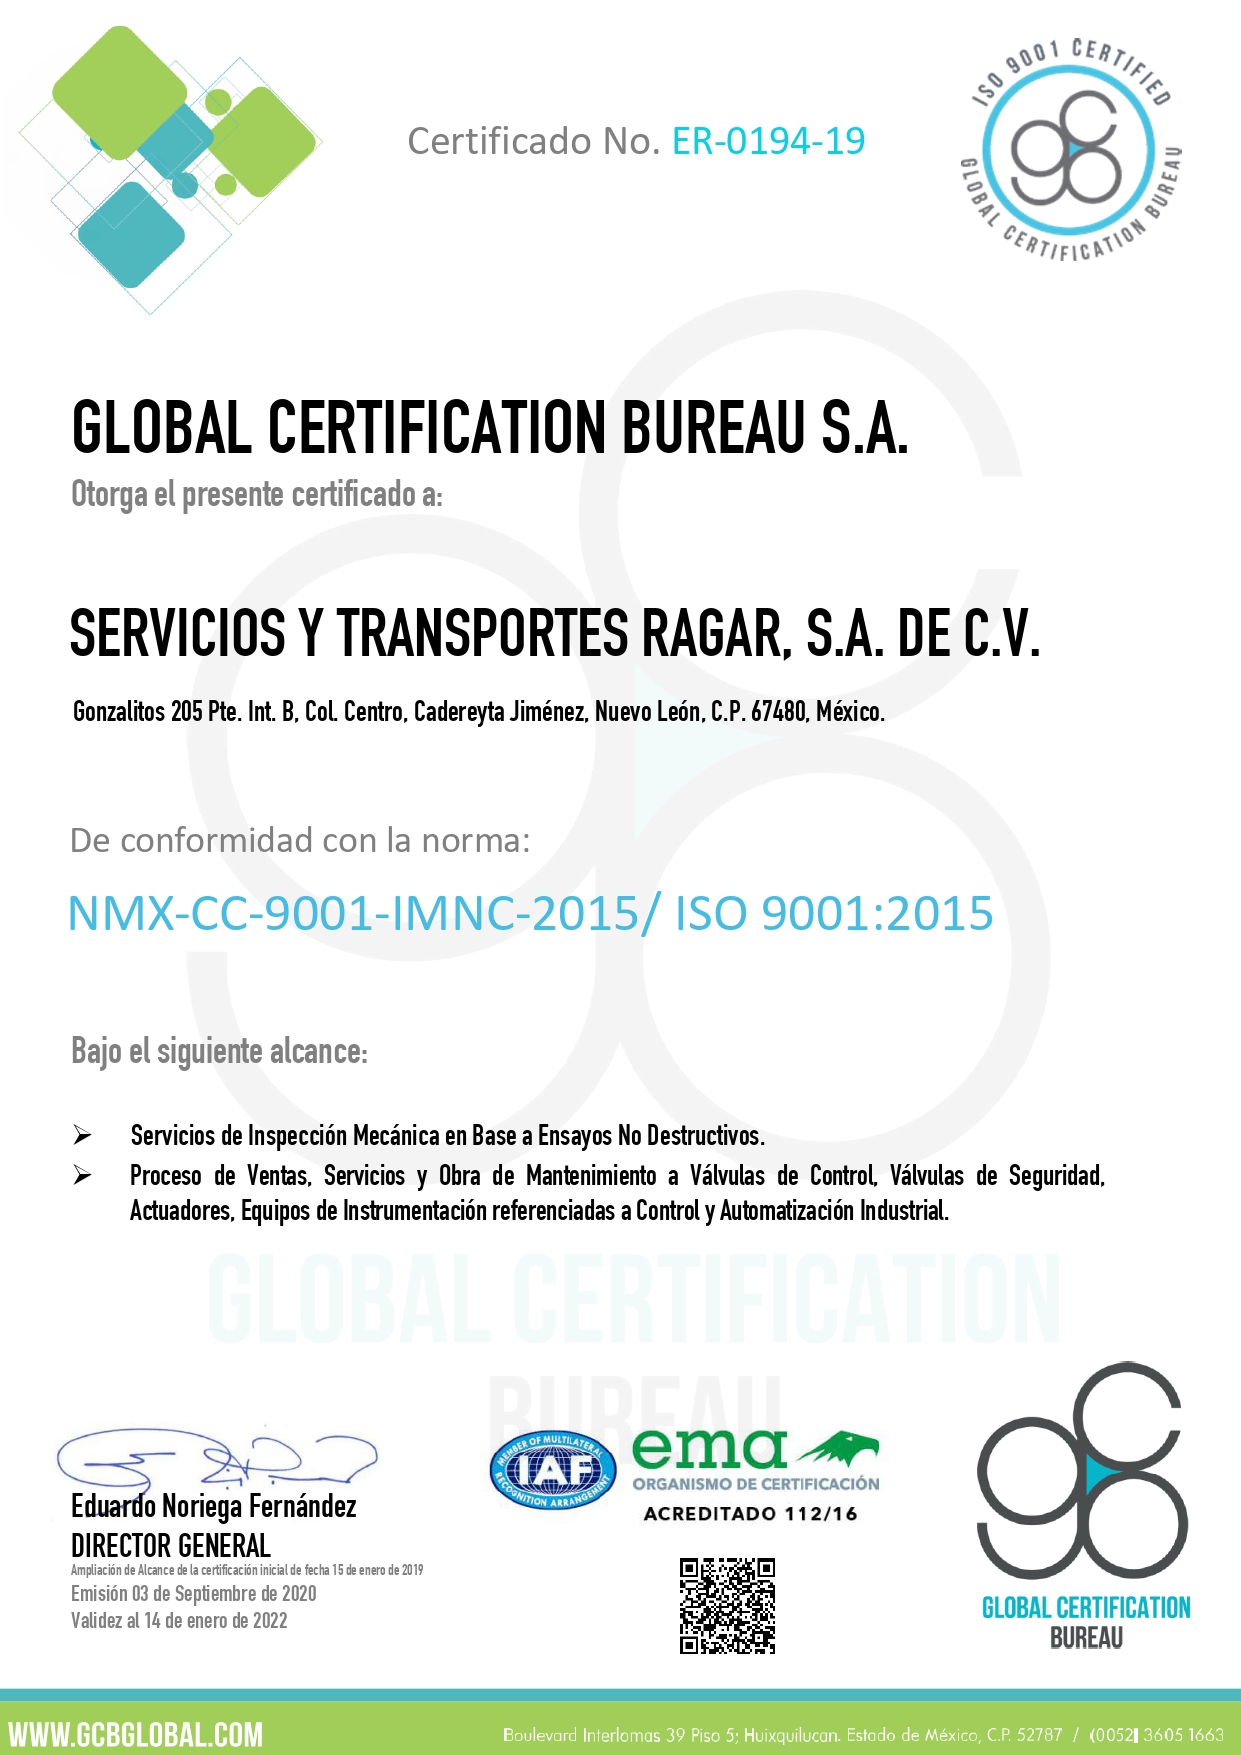 Certificado No. ER-0194-19
ISO 9001 CERTIFIED
GLOBAL CERTIFICATION BUREAU
GLOBAL CERTIFICATION BUREAU S.A.
Otorga el presente certificado a:
SERVICIOS Y TRANSPORTES RAGAR, S.A. DE C.V.
Gonzalitos 205 Pte. Int. B, Col. Centro, Cadereyta Jiménez, Nuevo León, C.P. 67480, México.
De conformidad con la norma:
NMX-CC-9001-IMNC-2015/ ISO 9001:2015
Bajo el siguiente alcance:
Servicios de Inspección Mecánica en Base a Ensayos No Destructivos.
Proceso de Ventas, Servicios y Obra de Mantenimiento a Válvulas de Control, Válvulas de Seguridad,
Actuadores, Equipos de Instrumentación referenciadas a Control y Automatización Industrial.
GLOBAL CERTIFICATION
BUREAU
Eduardo Noriega Fernández
DIRECTOR GENERAL
Ampliación de Alcance de la certificación inicial de fecha 15 de enero de 2019
Emisión 03 de Septiembre de 2020
Validez al 14 de enero de 2022
MEMBER OF MULTILATERAL
IAF
RECOGNITION ARRANGEMENT
ema
ORGANISMO DE CERTIFICACIÓN
ACREDITADO 112/16
GLOBAL CERTIFICATION
BUREAU
WWW.GCBGLOBAL.COM
Boulevard Interlomas 39 Piso 5; Huixquilucan. Estado de México, C.P. 52787 / (0052) 3605 1663